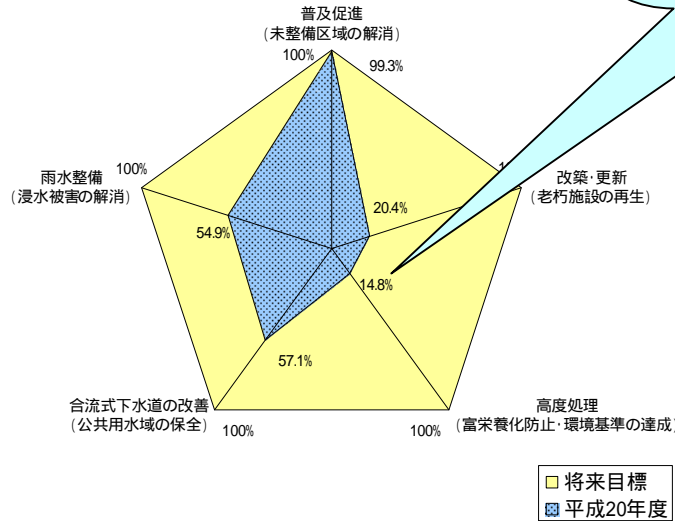 普及促進
(未整備区域の解消)
100%
99.3%
雨水整備
(浸水被害の解消)
100%
改築・更新
(老朽施設の再生)
20.4%
54.9%
14.8%
57.1%
合流式下水道の改善
(公共用水域の保全)
100%
100%
高度処理
(富栄養化防止・環境基準の達成)
将来目標
平成20年度